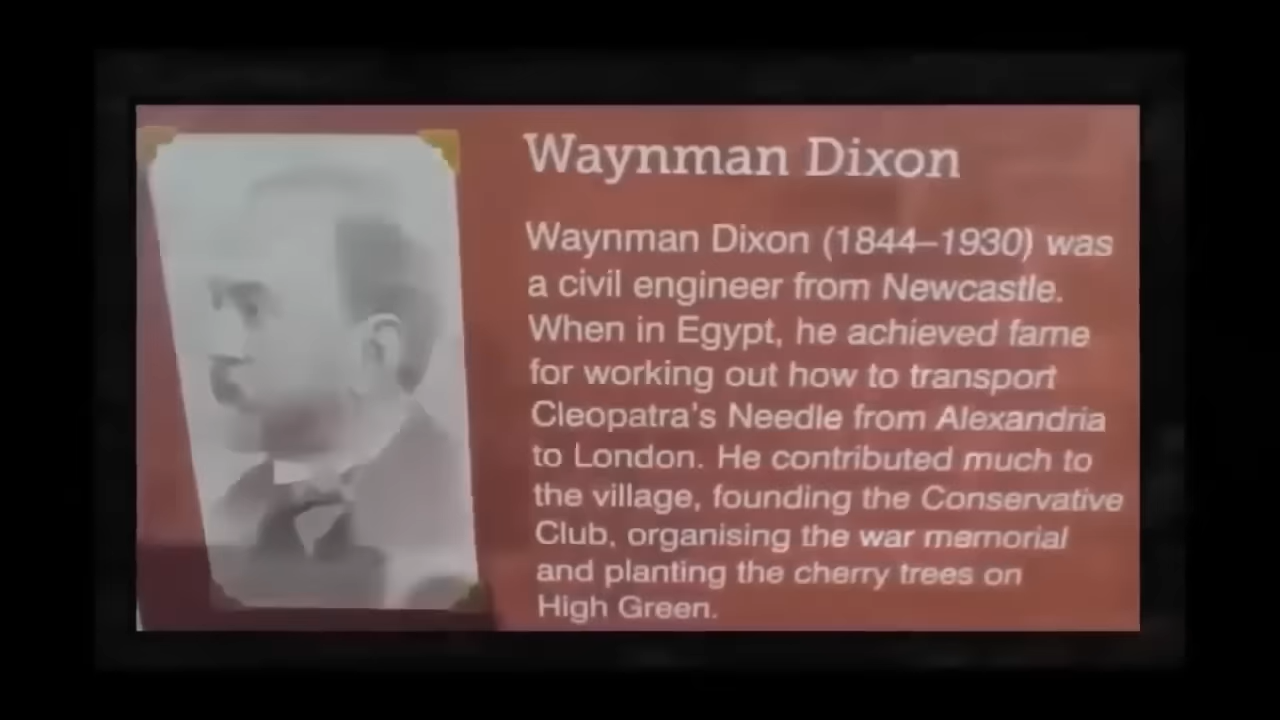 Waynman Dixon
Waynman Dixon (1844–1930) was
a civil engineer from Newcastle.
When in Egypt, he achieved fame
for working out how to transport
Cleopatra's Needle from Alexandria
to London. He contributed much to
the village, founding the Conservative
Club, organising the war memorial
and planting the cherry trees on
High Green.